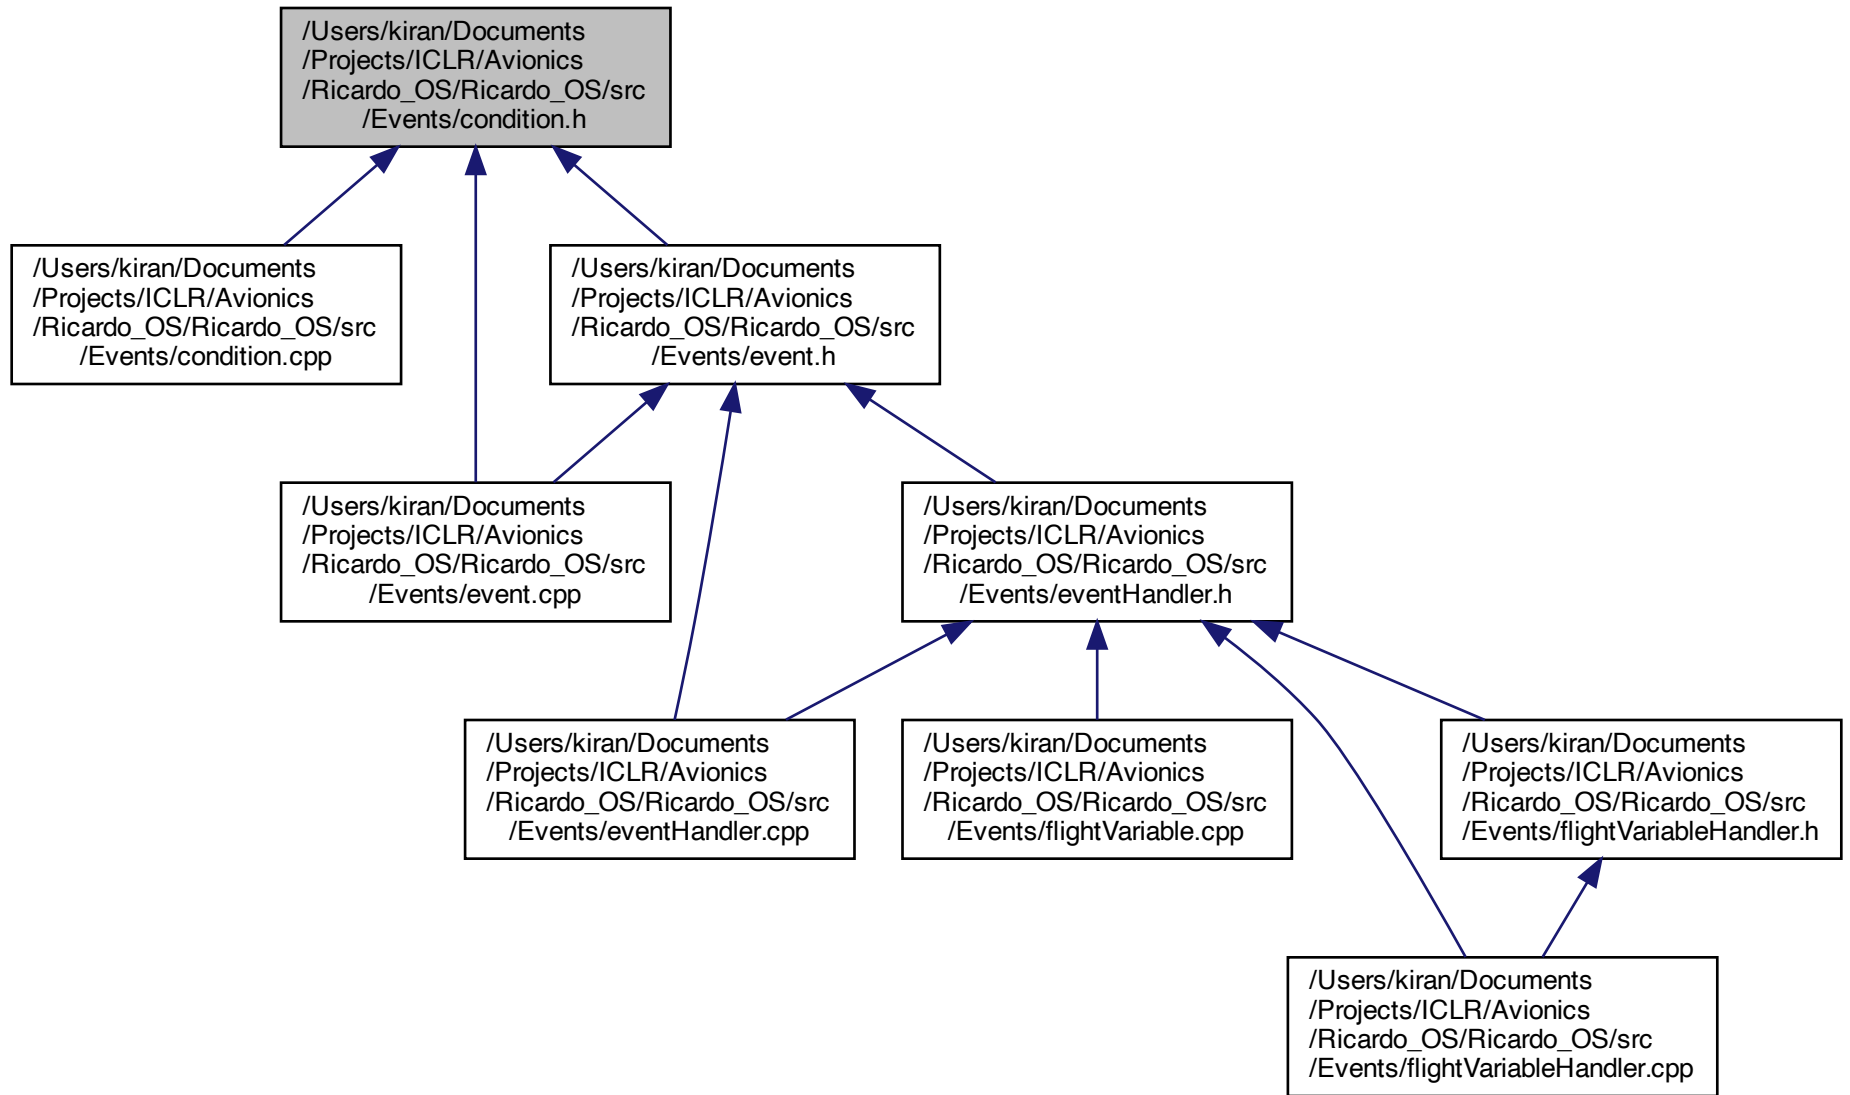 /Users/kiran/Documents
/Projects/ICLR/Avionics
/Ricardo_OS/Ricardo_OS/src
/Events/condition.h
/Users/kiran/Documents
/Projects/ICLR/Avionics
/Ricardo_OS/Ricardo_OS/src
/Events/condition.cpp
/Users/kiran/Documents
/Projects/ICLR/Avionics
/Ricardo_OS/Ricardo_OS/src
/Events/event.h
/Users/kiran/Documents
/Projects/ICLR/Avionics
/Ricardo_OS/Ricardo_OS/src
/Events/event.cpp
/Users/kiran/Documents
/Projects/ICLR/Avionics
/Ricardo_OS/Ricardo_OS/src
/Events/eventHandler.h
/Users/kiran/Documents
/Projects/ICLR/Avionics
/Ricardo_OS/Ricardo_OS/src
/Events/eventHandler.cpp
/Users/kiran/Documents
/Projects/ICLR/Avionics
/Ricardo_OS/Ricardo_OS/src
/Events/flightVariable.cpp
/Users/kiran/Documents
/Projects/ICLR/Avionics
/Ricardo_OS/Ricardo_OS/src
/Events/flightVariableHandler.h
/Users/kiran/Documents
/Projects/ICLR/Avionics
/Ricardo_OS/Ricardo_OS/src
/Events/flightVariableHandler.cpp